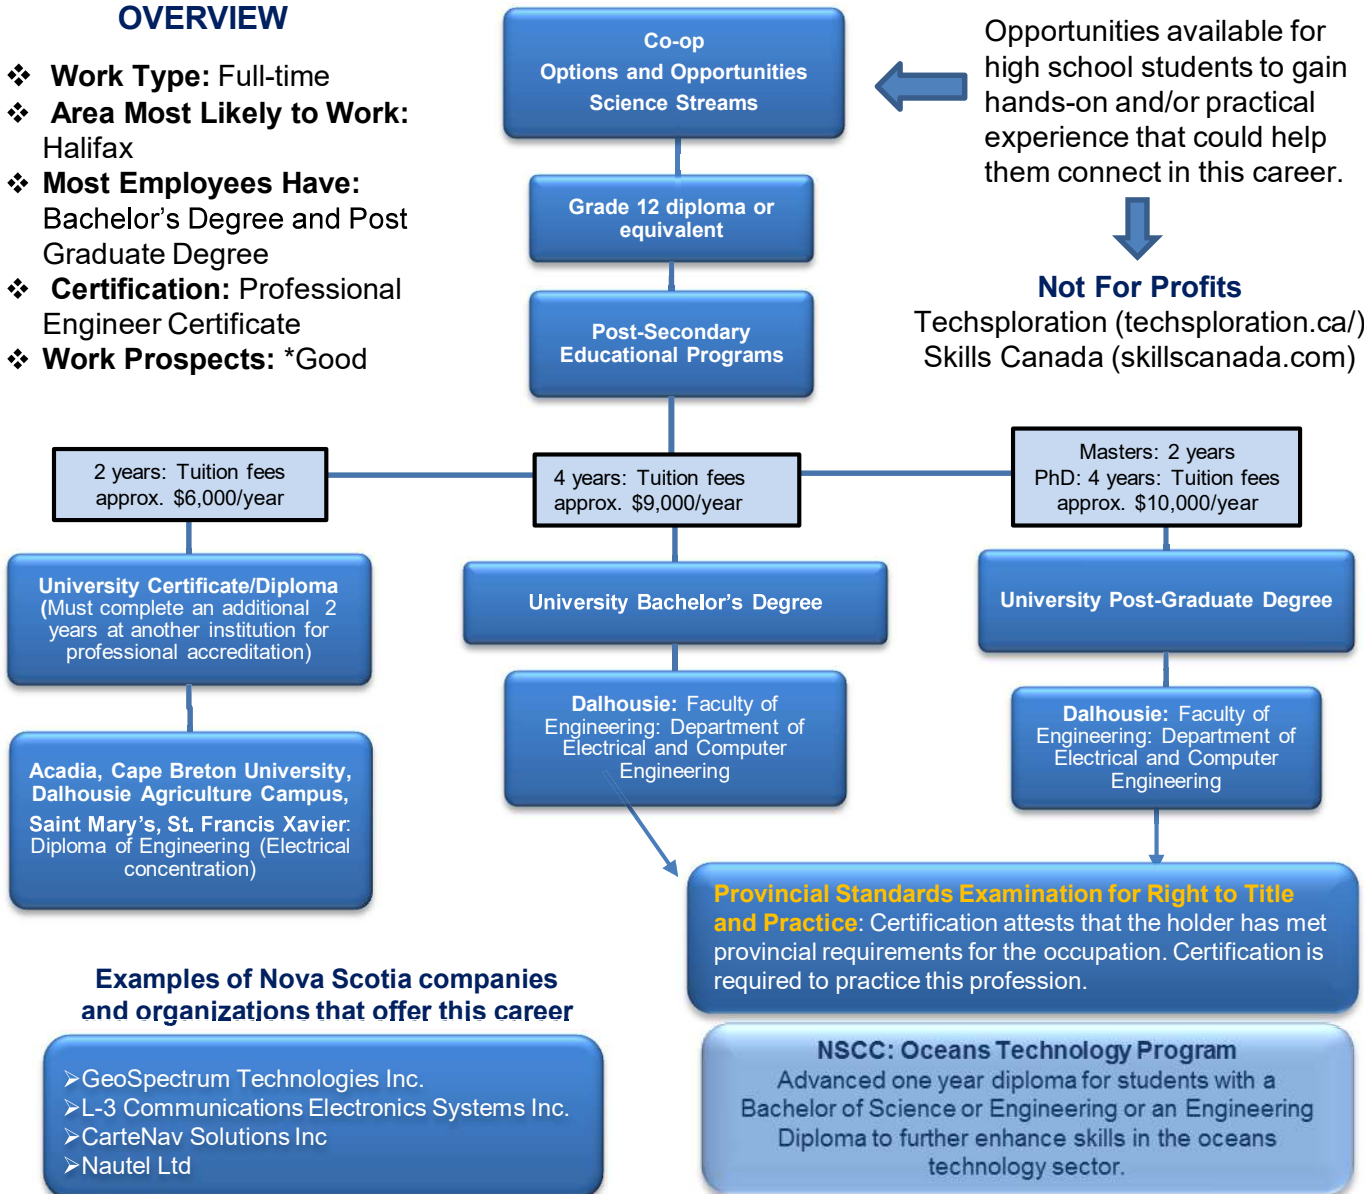 OVERVIEW
❖ Work Type: Full-time
❖ Area Most Likely to Work:
Halifax
❖ Most Employees Have:
Bachelor's Degree and Post
Graduate Degree
❖ Certification: Professional
Engineer Certificate
❖ Work Prospects: *Good
Co-op
Options and Opportunities
Science Streams
Opportunities available for
high school students to gain
hands-on and/or practical
experience that could help
them connect in this career.
Grade 12 diploma or
equivalent
Not For Profits
Techsploration (techsploration.ca/)
Skills Canada (skillscanada.com)
Post-Secondary
Educational Programs
2 years: Tuition fees
approx. $6,000/year
4 years: Tuition fees
approx. $9,000/year
Masters: 2 years
PhD: 4 years: Tuition fees
approx. $10,000/year
University Certificate/Diploma
(Must complete an additional 2
years at another institution for
professional accreditation)
University Bachelor's Degree
University Post-Graduate Degree
Acadia, Cape Breton University,
Dalhousie Agriculture Campus,
Saint Mary's, St. Francis Xavier:
Diploma of Engineering (Electrical
concentration)
Dalhousie: Faculty of
Engineering: Department of
Electrical and Computer
Engineering
Dalhousie: Faculty of
Engineering: Department of
Electrical and Computer
Engineering
Provincial Standards Examination for Right to Title
and Practice: Certification attests that the holder has met
provincial requirements for the occupation. Certification is
required to practice this profession.
Examples of Nova Scotia companies
and organizations that offer this career
➢GeoSpectrum Technologies Inc.
➢L-3 Communications Electronics Systems Inc.
➢CarteNav Solutions Inc
➢Nautel Ltd
NSCC: Oceans Technology Program
Advanced one year diploma for students with a
Bachelor of Science or Engineering or an Engineering
Diploma to further enhance skills in the oceans
technology sector.